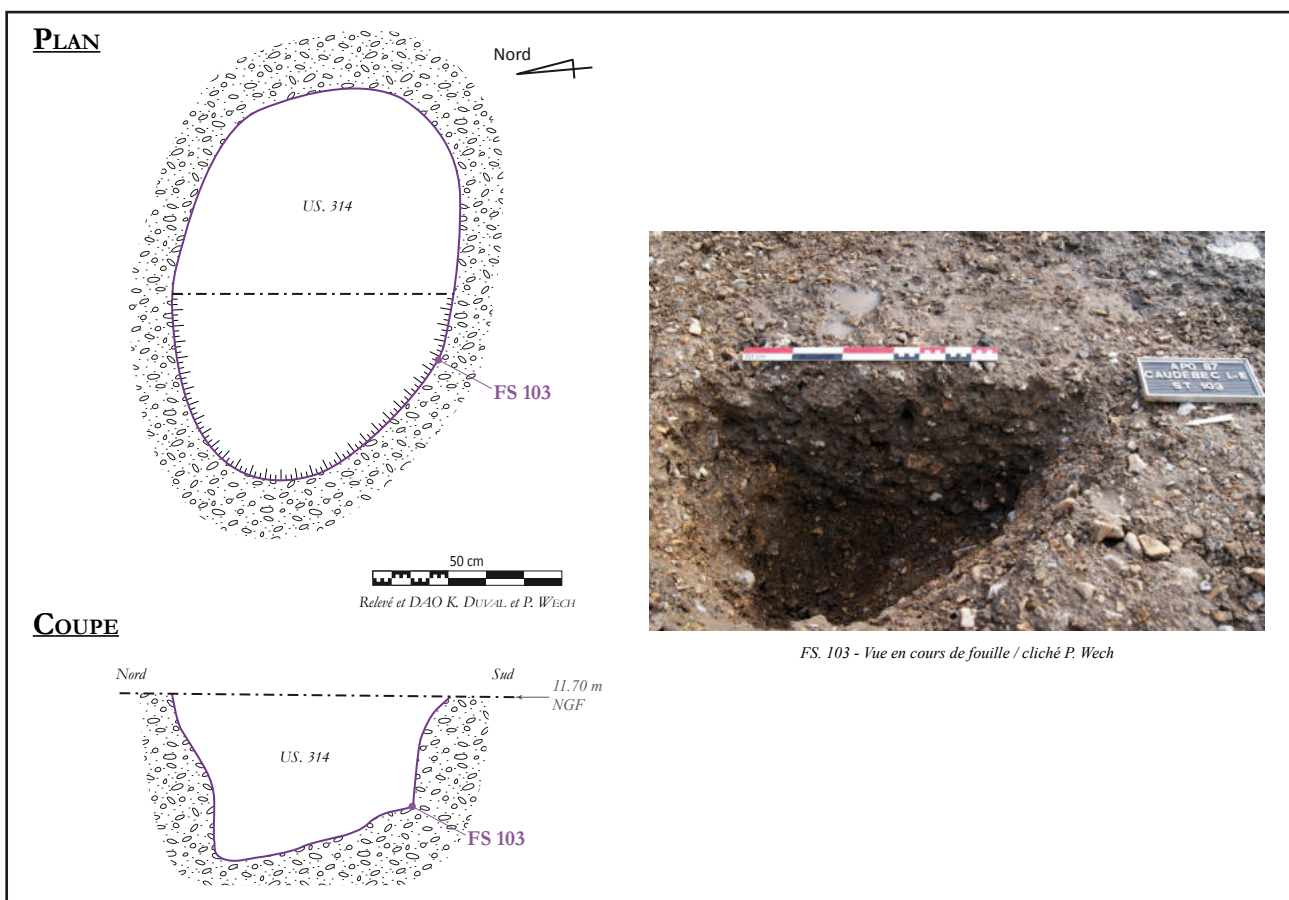 PLAN
Nord
US. 314
FS 103
50 cm
Relevé et DAO K. DUVAL et P. WECH
COUPE
Nord
Sud
11.70 m
NGF
US. 314
FS 103
APO 87
CAUDEBEC L-E
ST 103
FS. 103 - Vue en cours de fouille / cliché P. Wech